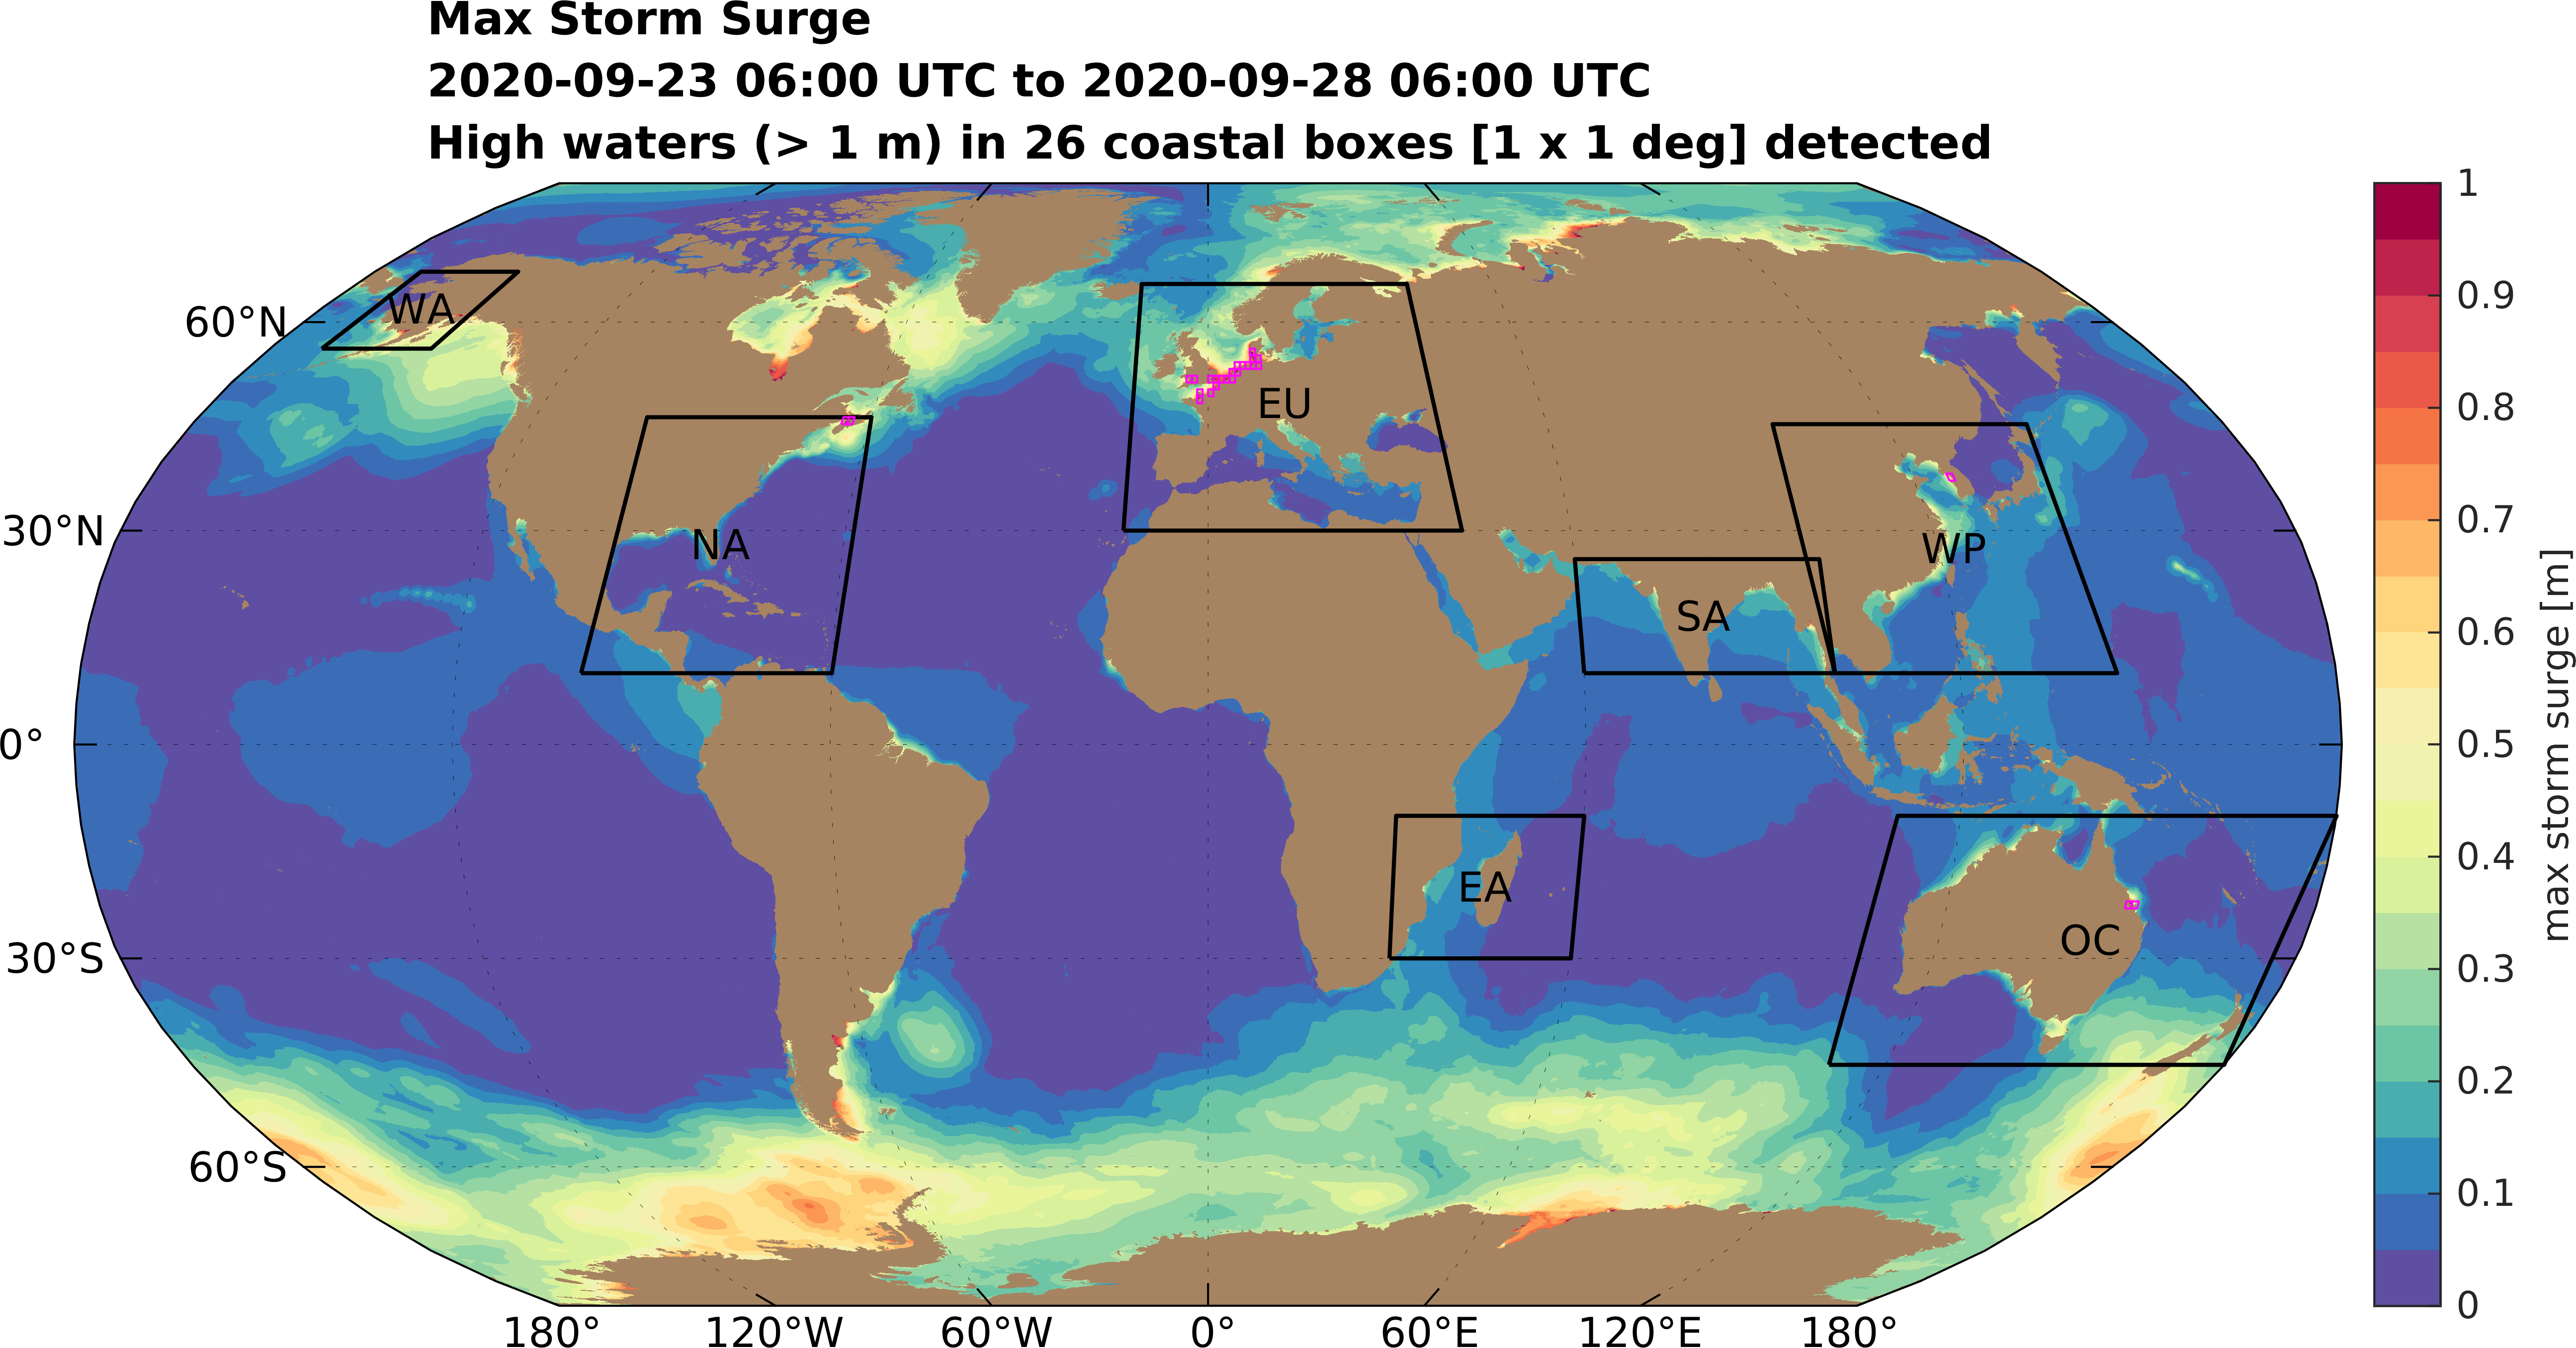 Max Storm Surge
2020-09-23 06:00 UTC to 2020-09-28 06:00 UTC
High waters (> 1 m) in 26 coastal boxes [1 x 1 deg] detected
60°N
30°N
0°
30°S
60°S
WA
NA
EU
SA
WP
EA
OC
180°
120°W
60°W
0°
60°E
120°E
180°
1
0.9
0.8
0.7
0.6
0.5
0.4
0.3
0.2
0.1
0
max storm surge [m]